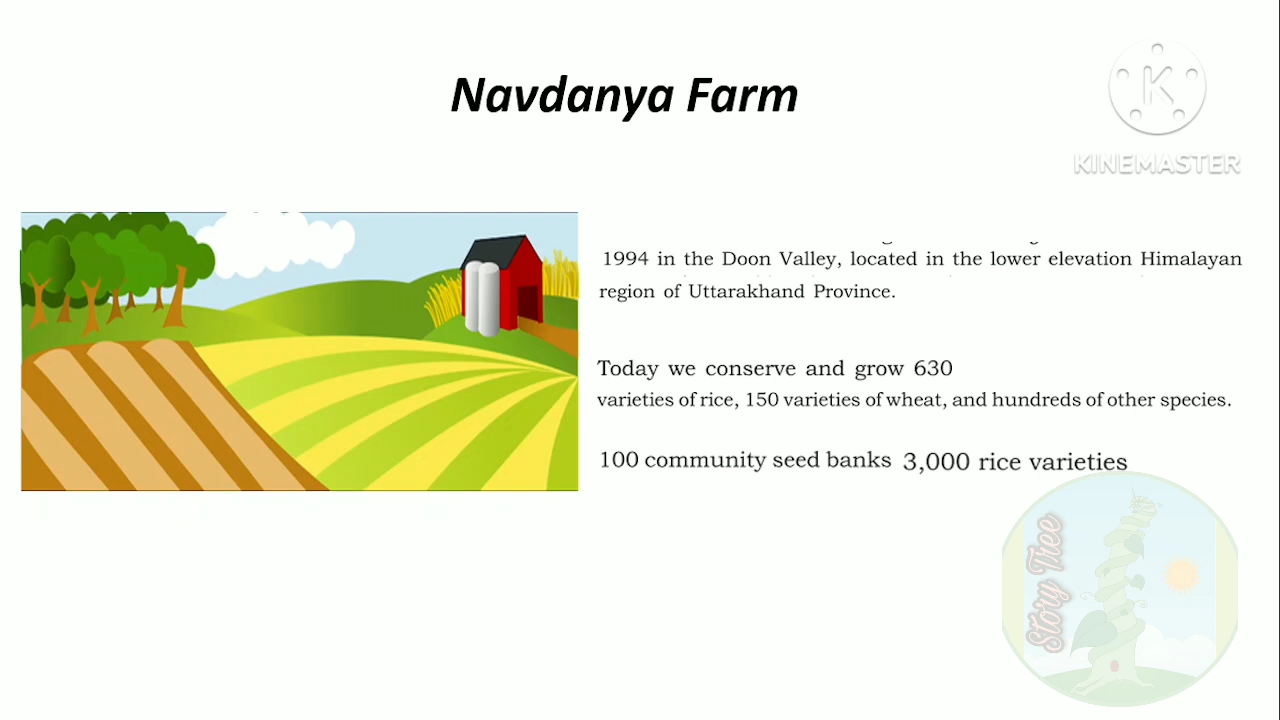 Navdanya Farm
K
KINEMASTER
1994 in the Doon Valley, located in the lower elevation Himalayan
region of Uttarakhand Province.
Today we conserve and grow 630
varieties of rice, 150 varieties of wheat, and hundreds of other species.
100 community seed banks 3,000 rice varieties
Story Tree